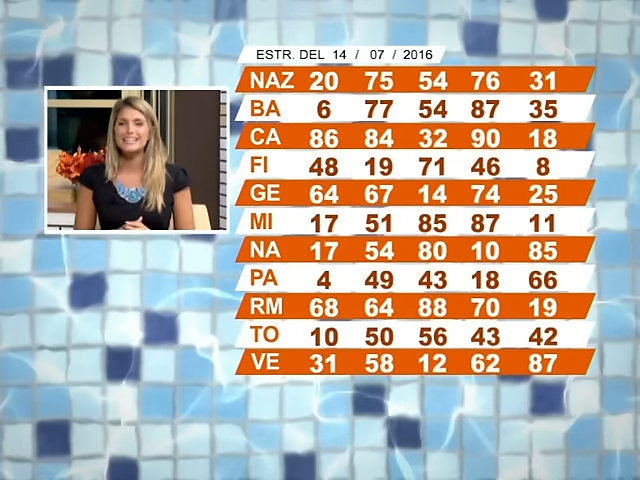 ESTR. DEL 14 / 07 / 2016
NAZ 20 75 54 76 31
BA 6 77 54 87 35
CA 86 84 32 90 18
FI 48 19 71 46 8
GE 64 67 14 74 25
MI 17 51 85 87 11
NA 17 54 80 10 85
PA 4 49 43 18 66
RM 68 64 88 70 19
TO 10 50 56 43 42
VE 31 58 12 62 87